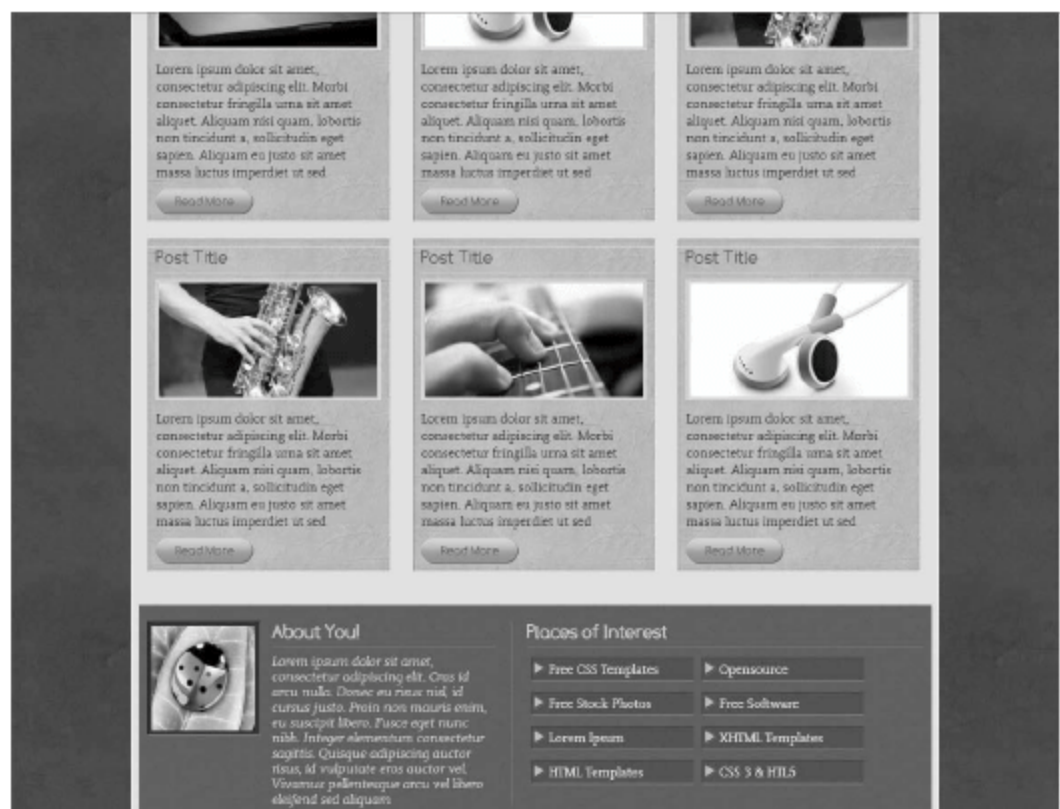 Lorem ipsum dolor sit amet,
consectetur adipiscing elit. Morbi
consectetur fringilla urna sit amet
aliquet. Aliquam nisi quam, lobortis
non tincidunt a, sollicitudin eget
sapien. Aliquam eu justo sit amet
massa luctus imperdiet ut sed
Read More
Lorem ipsum dolor sit amet,
consectetur adipiscing elit. Morbi
consectetur fringilla urna sit amet
aliquet. Aliquam nisi quam, lobortis
non tincidunt a, sollicitudin eget
sapien. Aliquam eu justo sit amet
massa luctus imperdiet ut sed
Read More
Lorem ipsum dolor sit amet,
consectetur adipiscing elit. Morbi
consectetur fringilla urna sit amet
aliquet. Aliquam nisi quam, lobortis
non tincidunt a, sollicitudin eget
sapien. Aliquam eu justo sit amet
massa luctus imperdiet ut sed
Read More
Post Title
Lorem ipsum dolor sit amet,
consectetur adipiscing elit. Morbi
consectetur fringilla urna sit amet
aliquet. Aliquam nisi quam, lobortis
non tincidunt a, sollicitudin eget
sapien. Aliquam eu justo sit amet
massa luctus imperdiet ut sed
Read More
Post Title
Lorem ipsum dolor sit amet,
consectetur adipiscing elit. Morbi
consectetur fringilla urna sit amet
aliquet. Aliquam nisi quam, lobortis
non tincidunt a, sollicitudin eget
sapien. Aliquam eu justo sit amet
massa luctus imperdiet ut sed
Read More
Post Title
Lorem ipsum dolor sit amet,
consectetur adipiscing elit. Morbi
consectetur fringilla urna sit amet
aliquet. Aliquam nisi quam, lobortis
non tincidunt a, sollicitudin eget
sapien. Aliquam eu justo sit amet
massa luctus imperdiet ut sed
Read More
About You!
Lorem ipsum dolor sit amet,
consectetur adipiscing elit. Cras id
arcu nulla. Donec eu risus nisl, id
cursus justo. Proin non mauris enim,
eu suscipit libero. Fusce eget nunc
nibh. Integer elementum consectetur
sagittis. Quisque adipiscing auctor
risus, id vulputate eros auctor vel.
Vivamus pellentesque arcu vel libero
eleifend sed aliquam
Places of Interest
Free CSS Templates
Opensource
Free Stock Photos
Free Software
Lorem Ipsum
XHTML Templates
HTML Templates
CSS 3 & HTL5